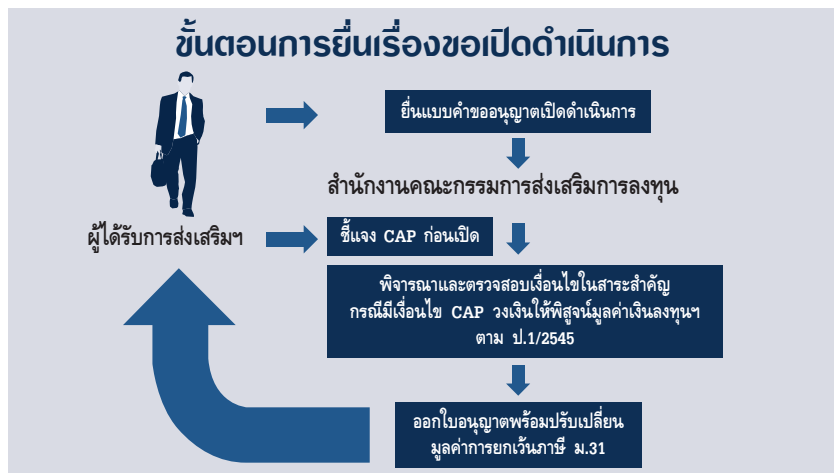 ขั้นตอนการยื่นเรื่องขอเปิดดำเนินการ
ยื่นแบบคำขออนุญาตเปิดดำเนินการ
สำนักงานคณะกรรมการส่งเสริมการลงทุน
ผู้ได้รับการส่งเสริมฯ
ชี้แจง CAP ก่อนเปิด
พิจารณาและตรวจสอบเงื่อนไขในสาระสำคัญ
กรณีมีเงื่อนไข CAP วงเงินให้พิสูจน์มูลค่าเงินลงทุนฯ
ตาม ป.1/2545
ออกใบอนุญาตพร้อมปรับเปลี่ยน
มูลค่าการยกเว้นภาษี ม.31